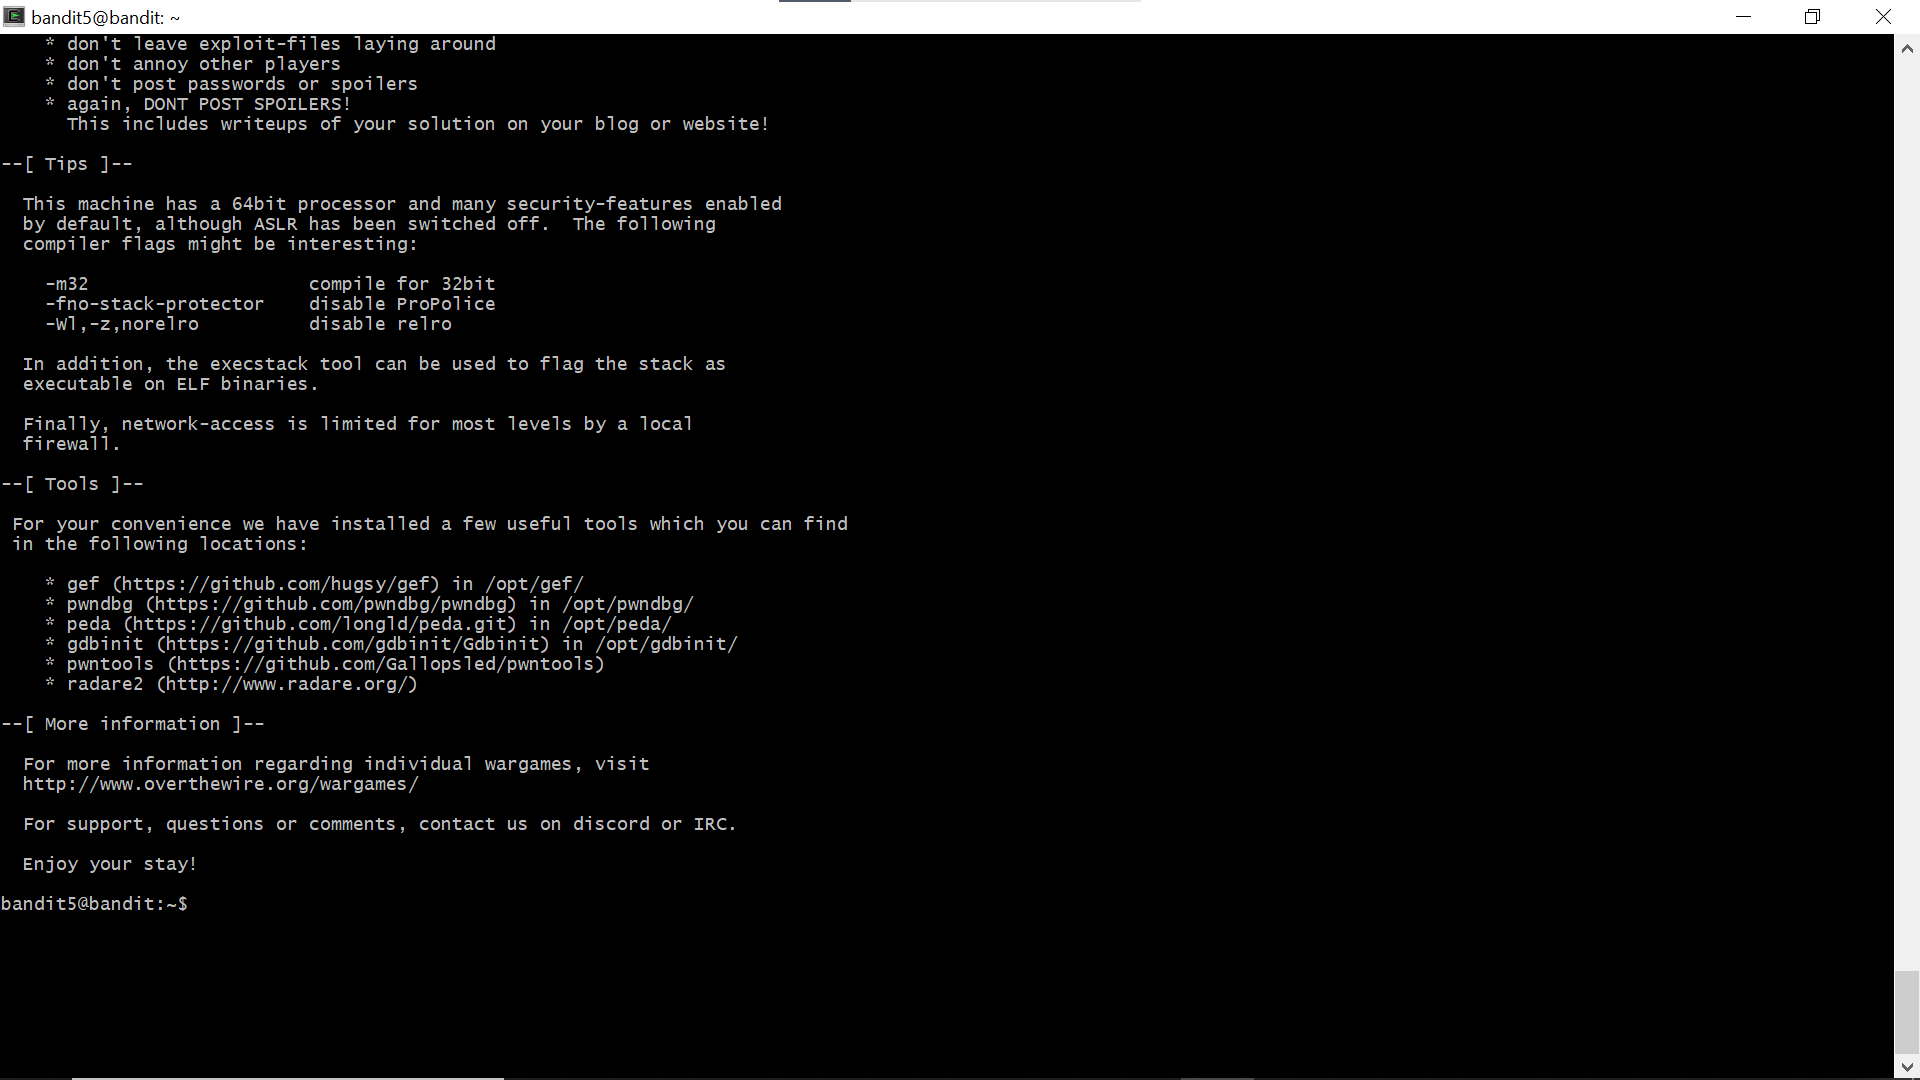 bandit5@bandit: ~
* don't leave exploit-files laying around
* don't annoy other players
* don't post passwords or spoilers
* again, DONT POST SPOILERS!
This includes writeups of your solution on your blog or website!
--[ Tips ]--
This machine has a 64bit processor and many security-features enabled
by default, although ASLR has been switched off.  The following
compiler flags might be interesting:
-m32                    compile for 32bit
-fno-stack-protector    disable ProPolice
-Wl,-z,norelro          disable relro
In addition, the execstack tool can be used to flag the stack as
executable on ELF binaries.
Finally, network-access is limited for most levels by a local
firewall.
--[ Tools ]--
For your convenience we have installed a few useful tools which you can find
in the following locations:
* gef (https://github.com/hugsy/gef) in /opt/gef/
* pwndbg (https://github.com/pwndbg/pwndbg) in /opt/pwndbg/
* peda (https://github.com/longld/peda.git) in /opt/peda/
* gdbinit (https://github.com/gdbinit/Gdbinit) in /opt/gdbinit/
* pwntools (https://github.com/Gallopsled/pwntools)
* radare2 (http://www.radare.org/)
--[ More information ]--
For more information regarding individual wargames, visit
http://www.overthewire.org/wargames/
For support, questions or comments, contact us on discord or IRC.
Enjoy your stay!
bandit5@bandit:~$